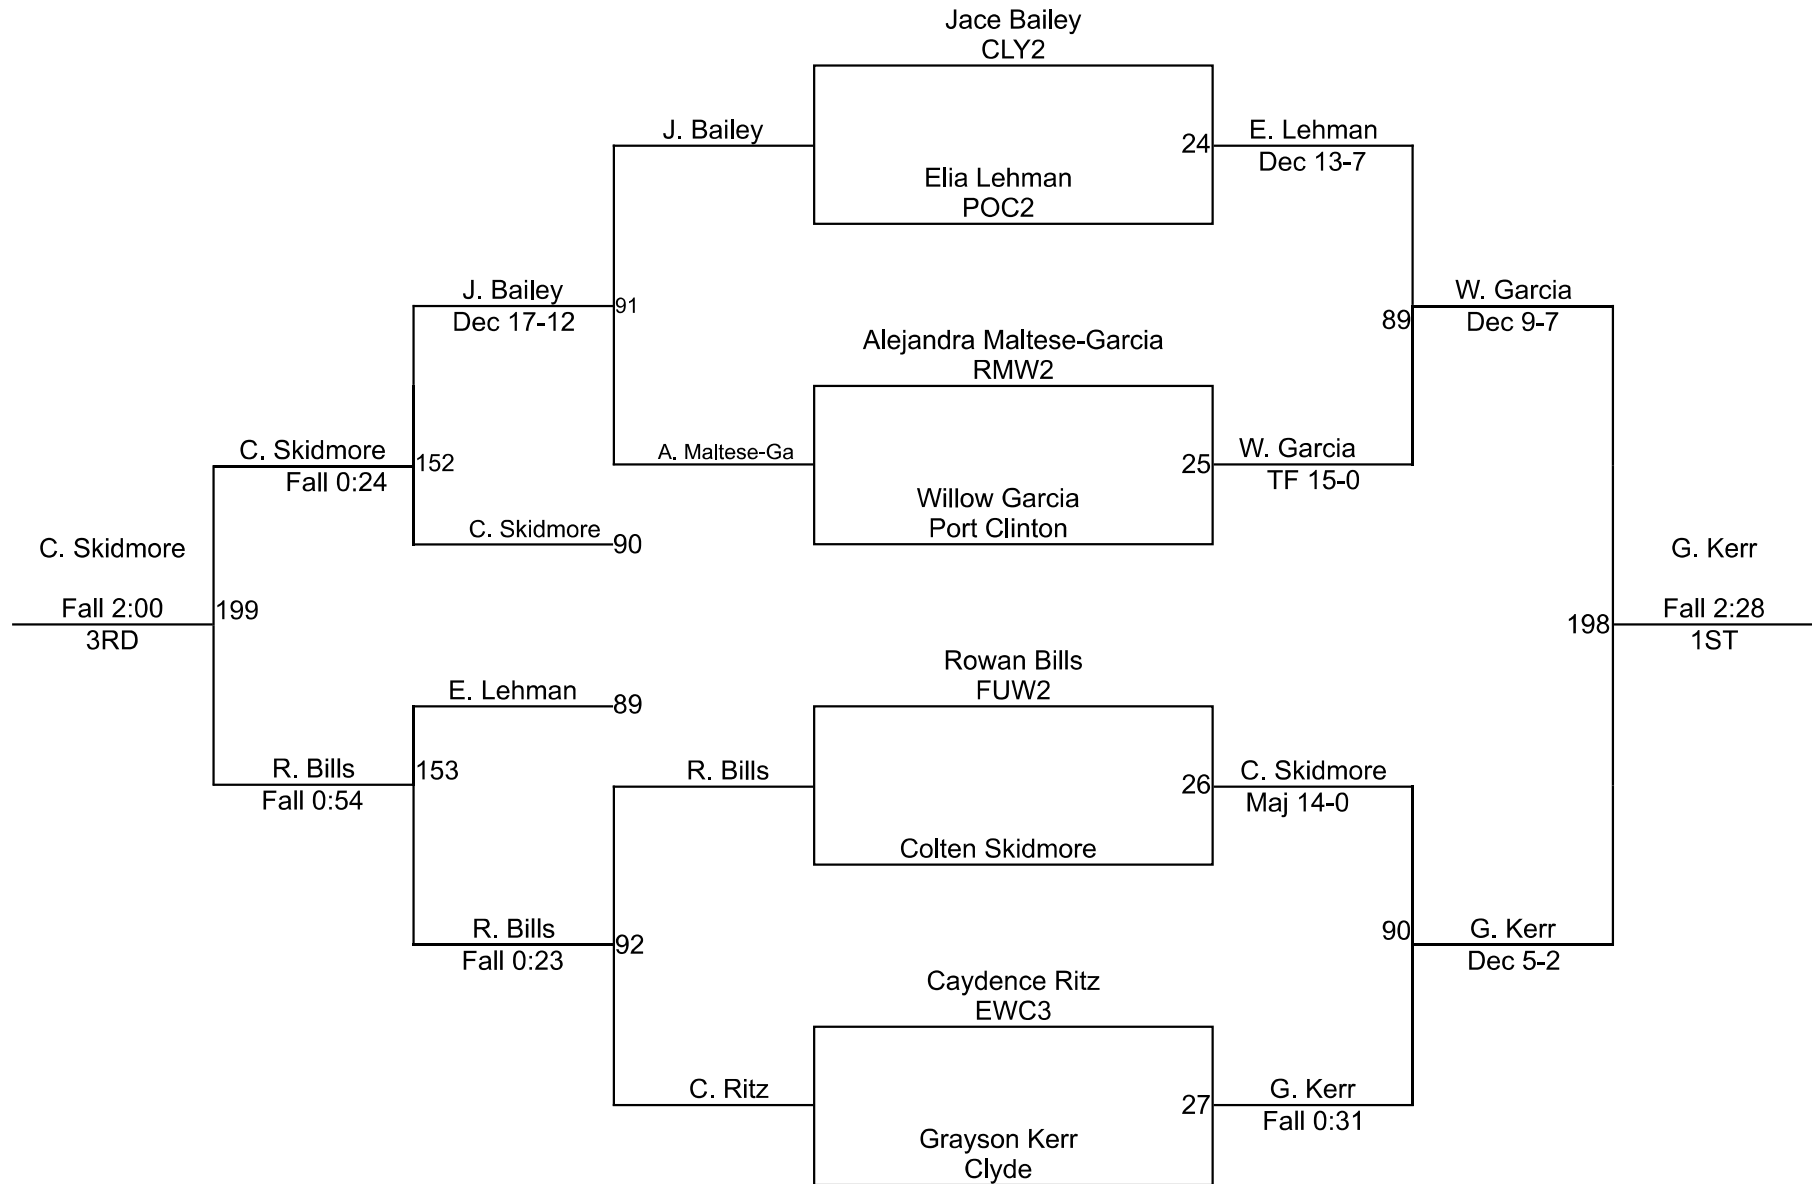 Jace Bailey
CLY2
J. Bailey
24
E. Lehman
Dec 13-7
Elia Lehman
POC2
J. Bailey
Dec 17-12
91
W. Garcia
Dec 9-7
89
Alejandra Maltese-Garcia
RMW2
C. Skidmore
Fall 0:24
152
A. Maltese-Ga
25
W. Garcia
TF 15-0
Willow Garcia
Port Clinton
C. Skidmore
90
C. Skidmore
Fall 2:00
3RD
199
G. Kerr
Fall 2:28
1ST
198
Rowan Bills
FUW2
E. Lehman
89
R. Bills
Fall 0:54
153
R. Bills
26
C. Skidmore
Maj 14-0
Colten Skidmore
R. Bills
Fall 0:23
92
90
G. Kerr
Dec 5-2
Caydence Ritz
EWC3
C. Ritz
27
G. Kerr
Fall 0:31
Grayson Kerr
Clyde